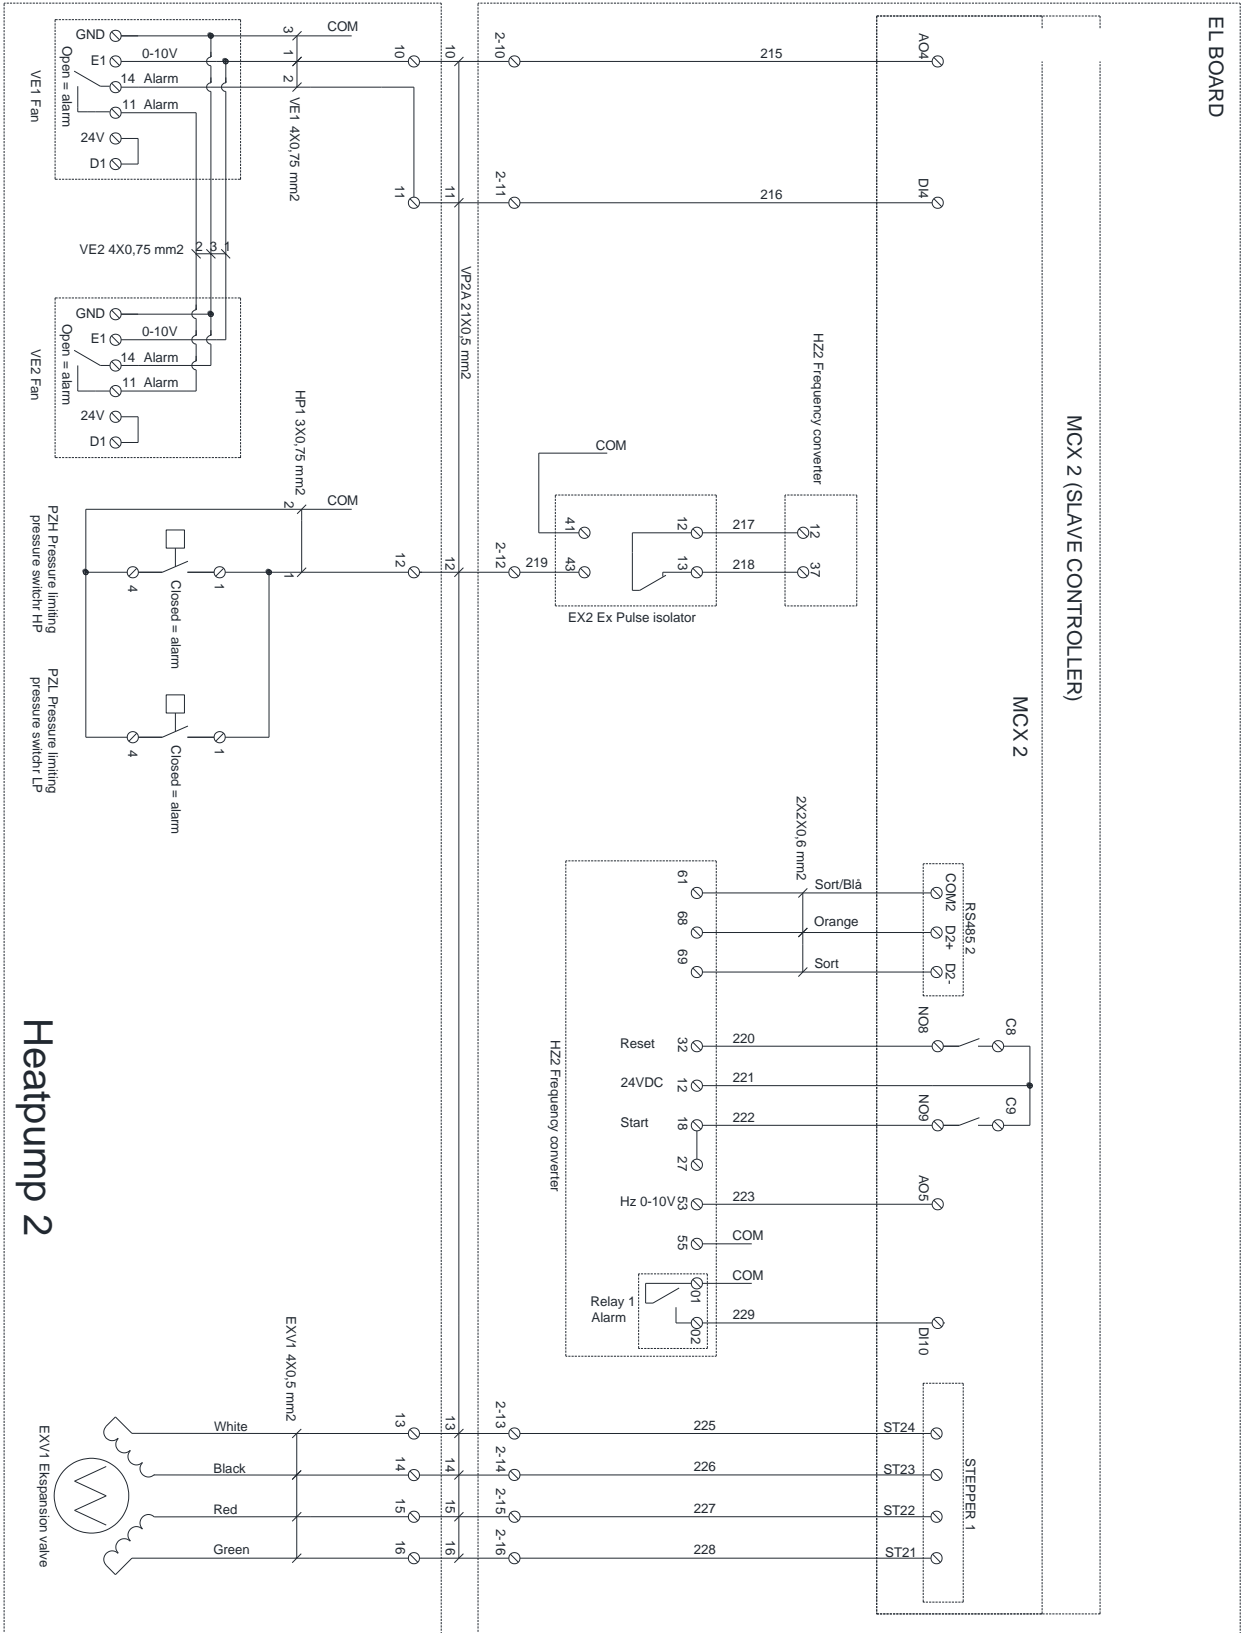 EL BOARD
MCX 2 (SLAVE CONTROLLER)
MCX 2
GND
3
COM
E1
0-10V
1
10
10
2-10
215
AO4
14 Alarm
2
11 Alarm
24V
D1
Open = alarm
VE1 Fan
VE1 4X0,75 mm2
11
11
2-11
216
DI4
VE2 4X0,75 mm2
2
3
1
VP2A 21X0,5 mm2
GND
E1
0-10V
14 Alarm
11 Alarm
24V
D1
Open = alarm
VE2 Fan
HP1 3X0,75 mm2
HZ2 Frequency converter
COM
41
12
217
12
43
13
218
37
EX2 Ex Pulse isolator
2
COM
1
12
12
2-12
219
4
1
Closed = alarm
PZH Pressure limiting
pressure switchr HP
4
1
Closed = alarm
PZL Pressure limiting
pressure switchr LP
2X2X0,6 mm2
61
Sort/Blå
COM2
68
Orange
D2+
69
Sort
D2-
RS485 2
Reset
32
220
NO8
C8
24VDC
12
221
Start
18
222
NO9
C9
27
Hz 0-10V
53
223
AO5
55
COM
COM
01
Relay 1
Alarm
02
229
DI10
HZ2 Frequency converter
Heatpump 2
EXV1 4X0,5 mm2
White
13
13
2-13
225
ST24
Black
14
14
2-14
226
ST23
Red
15
15
2-15
227
ST22
Green
16
16
2-16
228
ST21
STEPPER 1
M
EXV1 Ekspansion valve